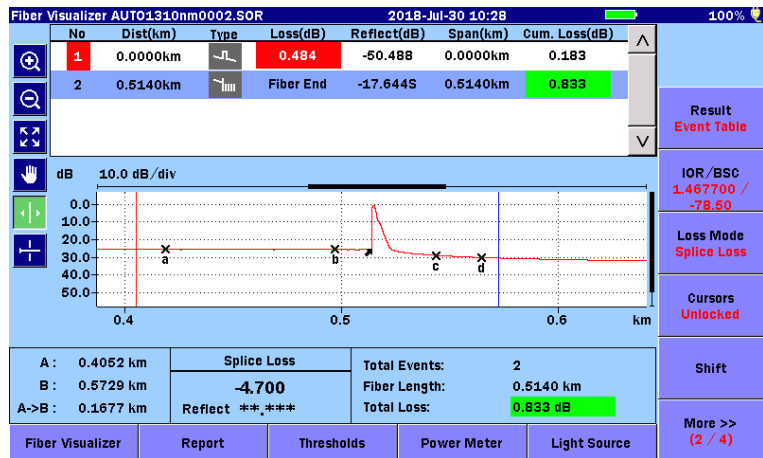 Fiber Visualizer AUTO1310nm0002.SOR 2018-Jul-30 10:28 100%
No Dist(km) Type Loss(dB) Reflect(dB) Span(km) Cum. Loss(dB)
1 0.0000km 0.484 -50.488 0.0000km 0.183
2 0.5140km Fiber End -17.644S 0.5140km 0.833
Result
Event Table
IOR/BSC
1.467700 /
-78.50
Loss Mode
Splice Loss
Cursors
Unlocked
Shift
More >>
(2 / 4)
dB 10.0 dB/div
0.0
10.0
20.0
30.0
50.0
a b c d
0.4 0.5 0.6 km
A: 0.4052 km
B: 0.5729 km
A->B: 0.1677 km
Splice Loss
-4.700
Reflect **.***
Total Events: 2
Fiber Length: 0.5140 km
Total Loss: 0.833 dB
Fiber Visualizer Report Thresholds Power Meter Light Source